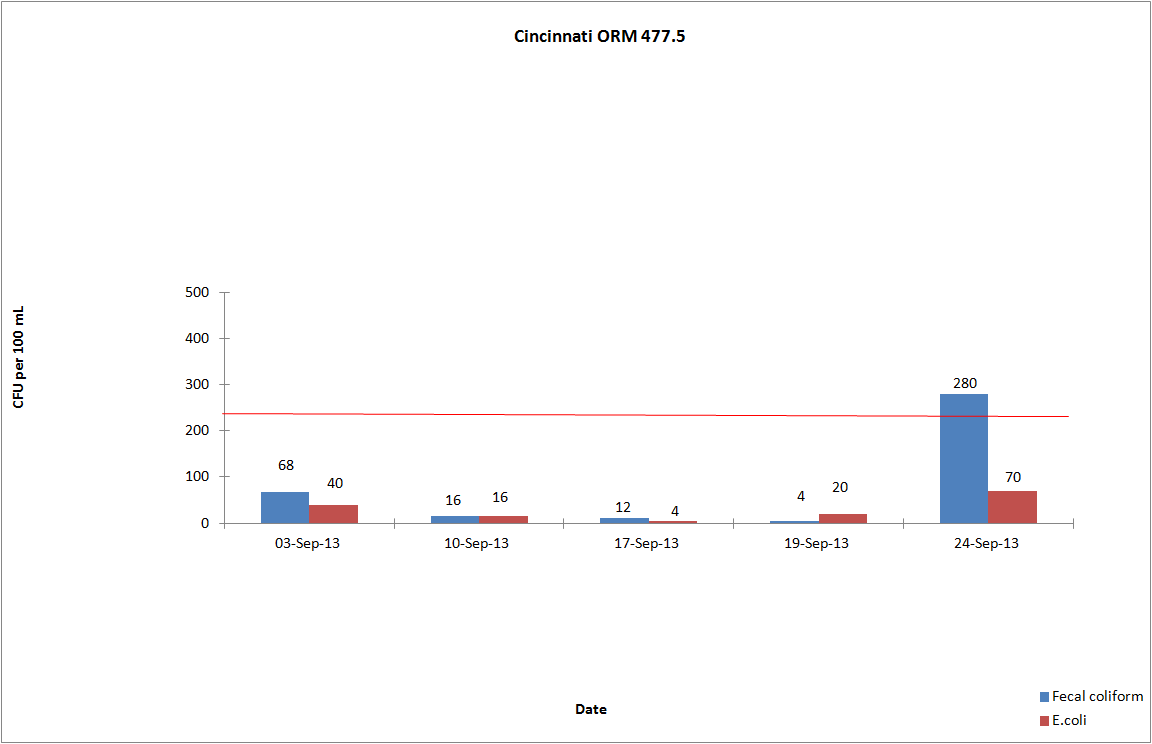 Cincinnati ORM 477.5
CFU per 100 mL
500
400
300
200
100
0
68
40
16
16
12
4
4
20
280
70
03-Sep-13
10-Sep-13
17-Sep-13
19-Sep-13
24-Sep-13
Date
Fecal coliform
E.coli